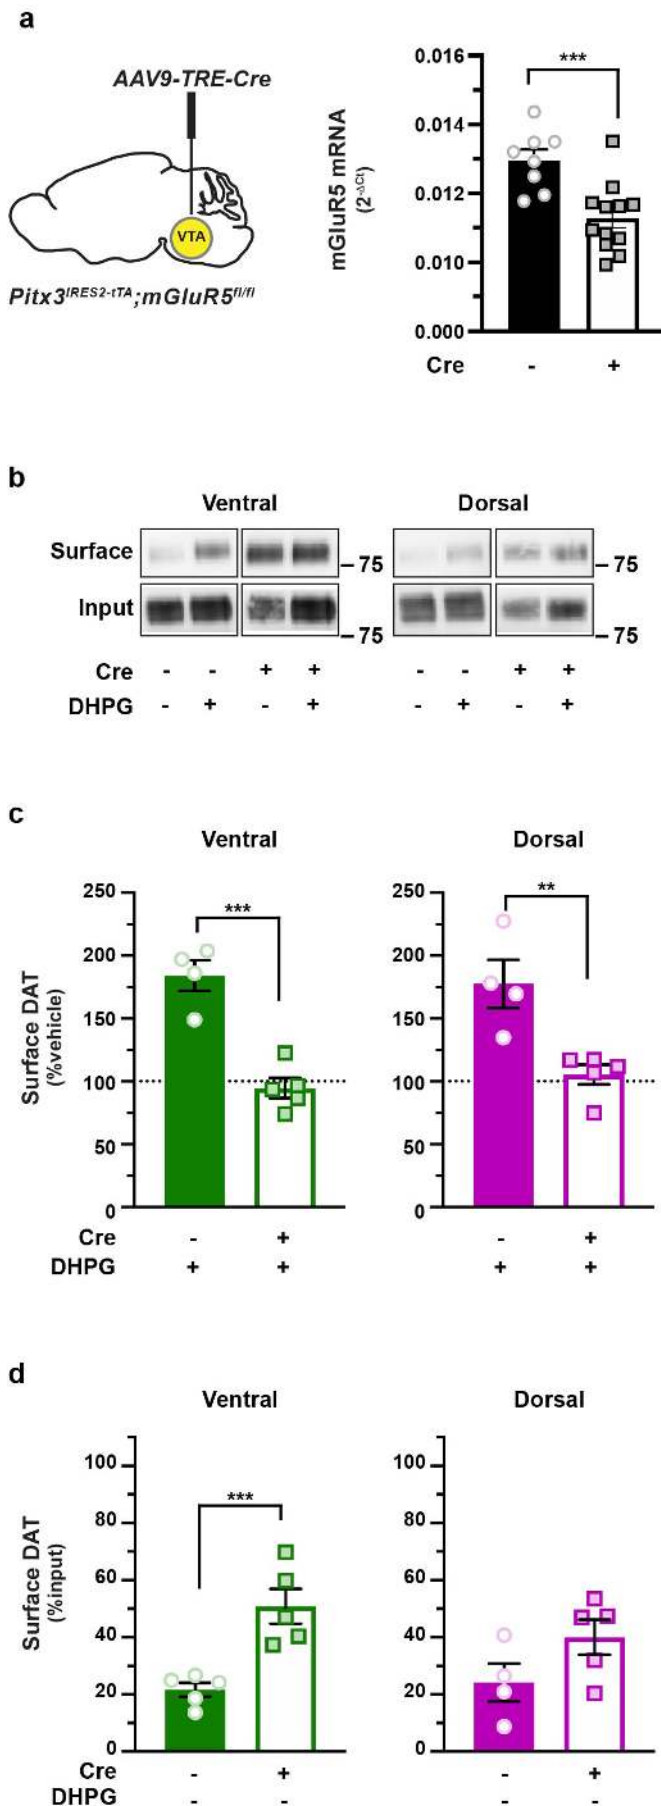 a
AAV9-TRE-Cre
VTA
Pitx3IRES2-tTA;mGluR5fl/fl
mGluR5 mRNA
(2-ΔCt)
0.016
0.014
0.012
0.010
0.000
***
Cre - +
b
Ventral Dorsal
Surface 75 75
Input 75 75
Cre - - + + - - + +
DHPG - + - + - + - +
c
Ventral Dorsal
Surface DAT
(%vehicle)
250 *** 250 **
200 200
150 150
100 100
50 50
0 0
Cre - + - +
DHPG + + + +
d
Ventral Dorsal
Surface DAT
(%input)
100 100
80 *** 80
60 60
40 40
20 20
0 0
Cre - + - +
DHPG - - - -